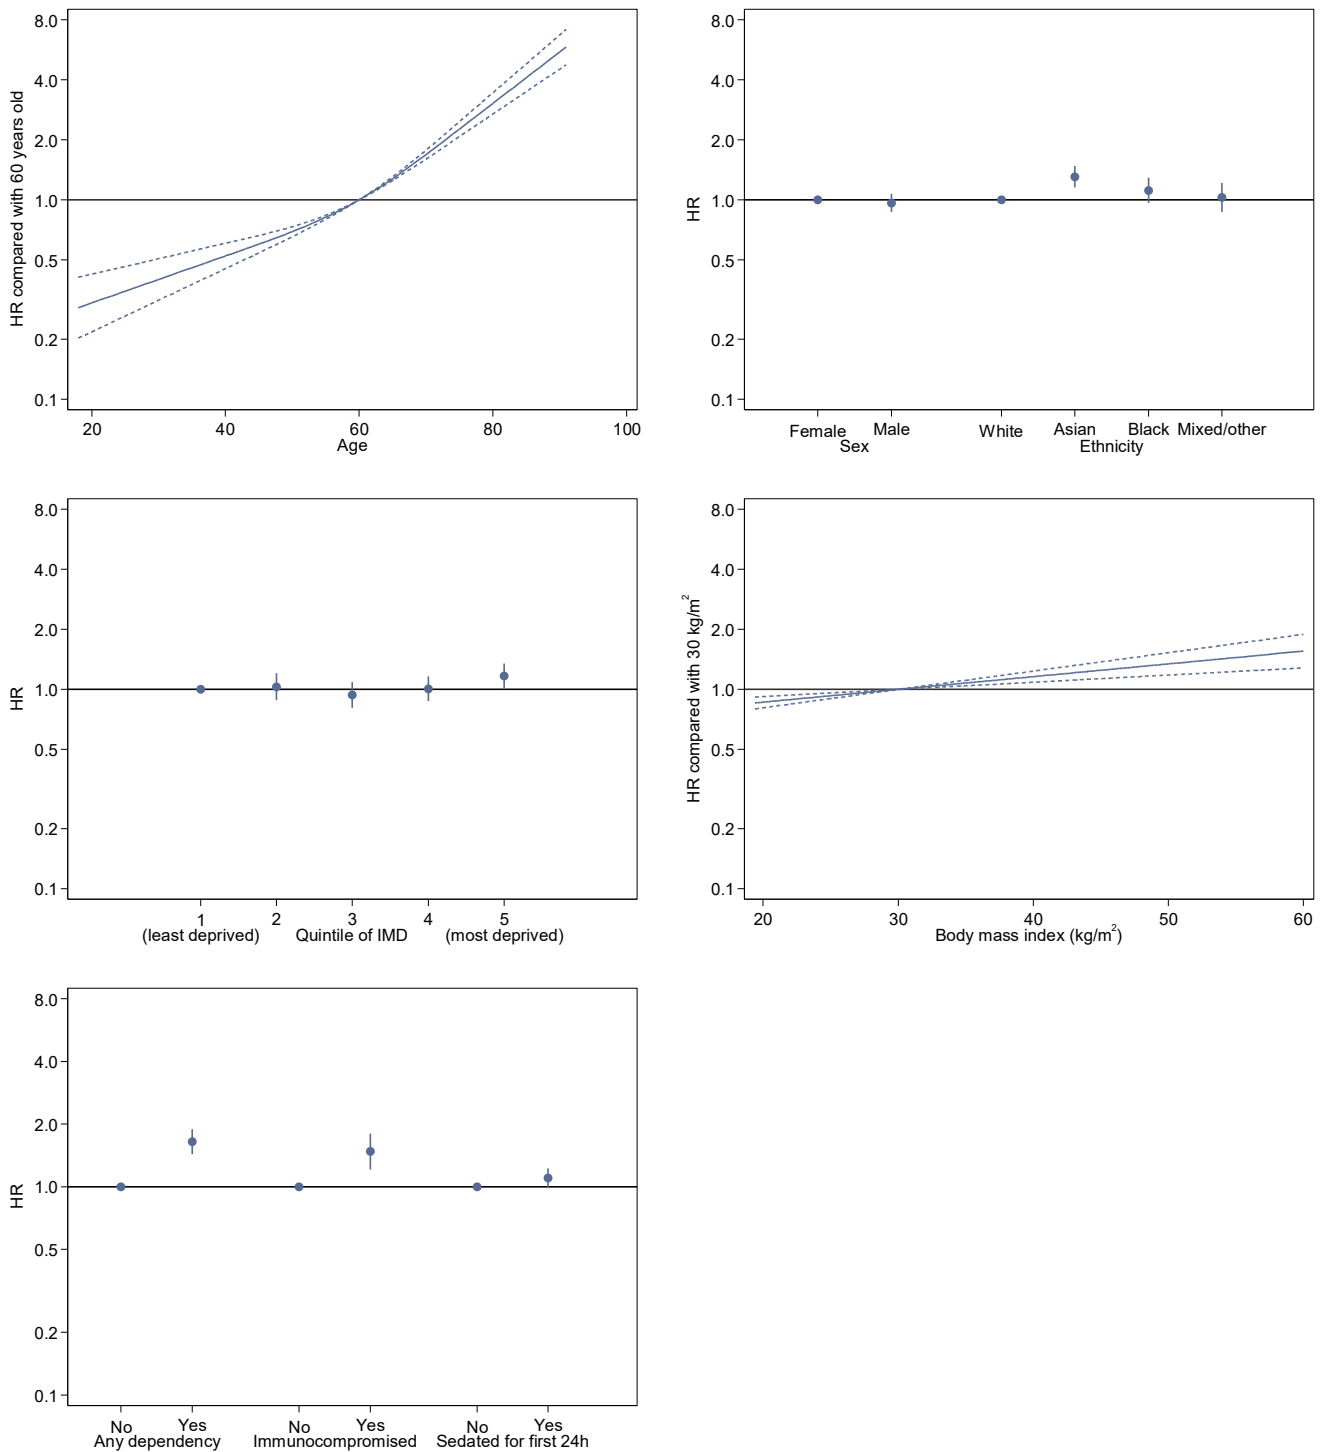 HR compared with 60 years old
8.0
4.0
2.0
1.0
0.5
0.2
0.1
20 40 60 80 100
Age
HR
8.0
4.0
2.0
1.0
0.5
0.2
0.1
Female Male White Asian Black Mixed/other
Sex Ethnicity
HR
8.0
4.0
2.0
1.0
0.5
0.2
0.1
1 2 3 4 5
(least deprived) Quintile of IMD (most deprived)
HR compared with 30 kg/m²
8.0
4.0
2.0
1.0
0.5
0.2
0.1
20 30 40 50 60
Body mass index (kg/m²)
HR
8.0
4.0
2.0
1.0
0.5
0.2
0.1
No Yes No Yes No Yes
Any dependency Immunocompromised Sedated for first 24h